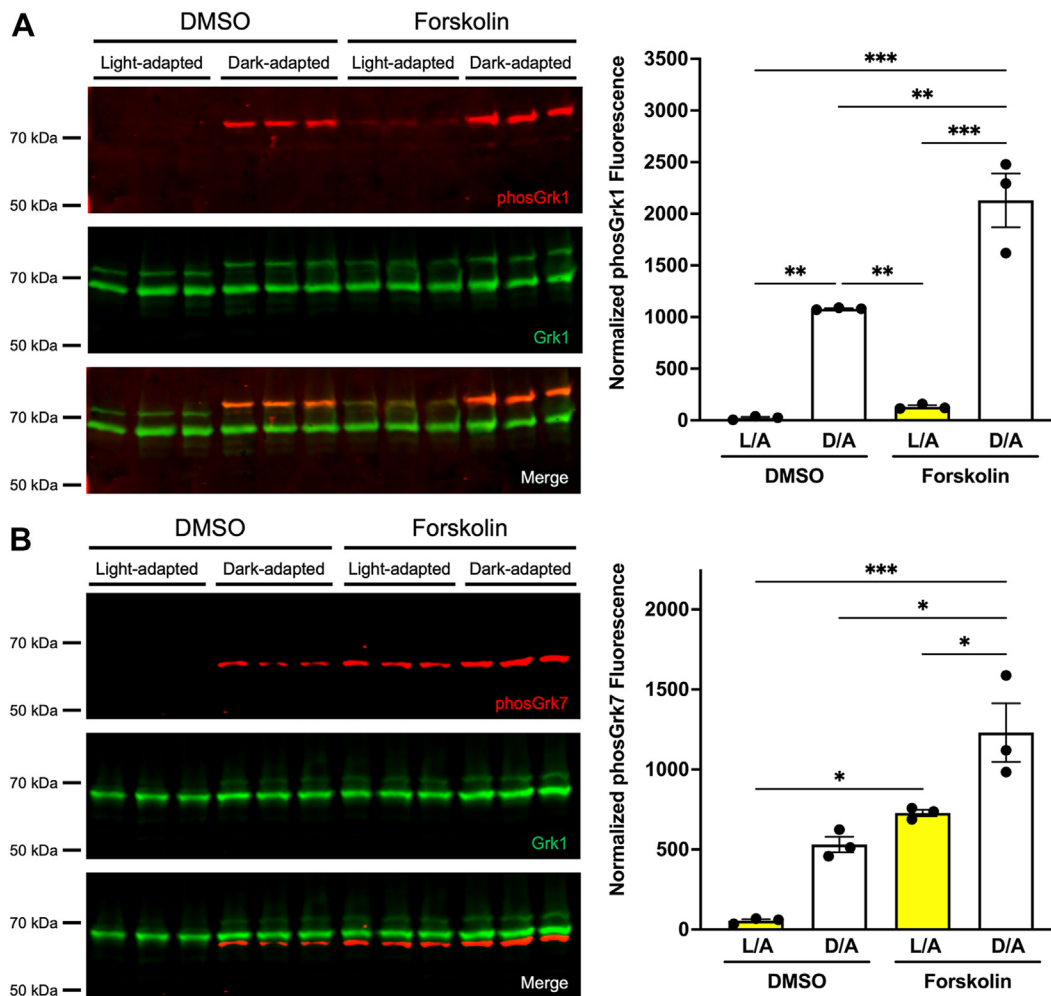 A
DMSO
Forskolin
Light-adapted
Dark-adapted
Light-adapted
Dark-adapted
70 kDa
50 kDa
phosGrk1
70 kDa
50 kDa
Grk1
70 kDa
50 kDa
Merge
Normalized phosGrk1 Fluorescence
3500
3000
2500
2000
1500
1000
500
0
***
**
***
**
**
L/A
D/A
L/A
D/A
DMSO
Forskolin
B
DMSO
Forskolin
Light-adapted
Dark-adapted
Light-adapted
Dark-adapted
70 kDa
50 kDa
phosGrk7
70 kDa
50 kDa
Grk1
70 kDa
50 kDa
Merge
Normalized phosGrk7 Fluorescence
2000
1500
1000
500
0
***
*
*
*
L/A
D/A
L/A
D/A
DMSO
Forskolin